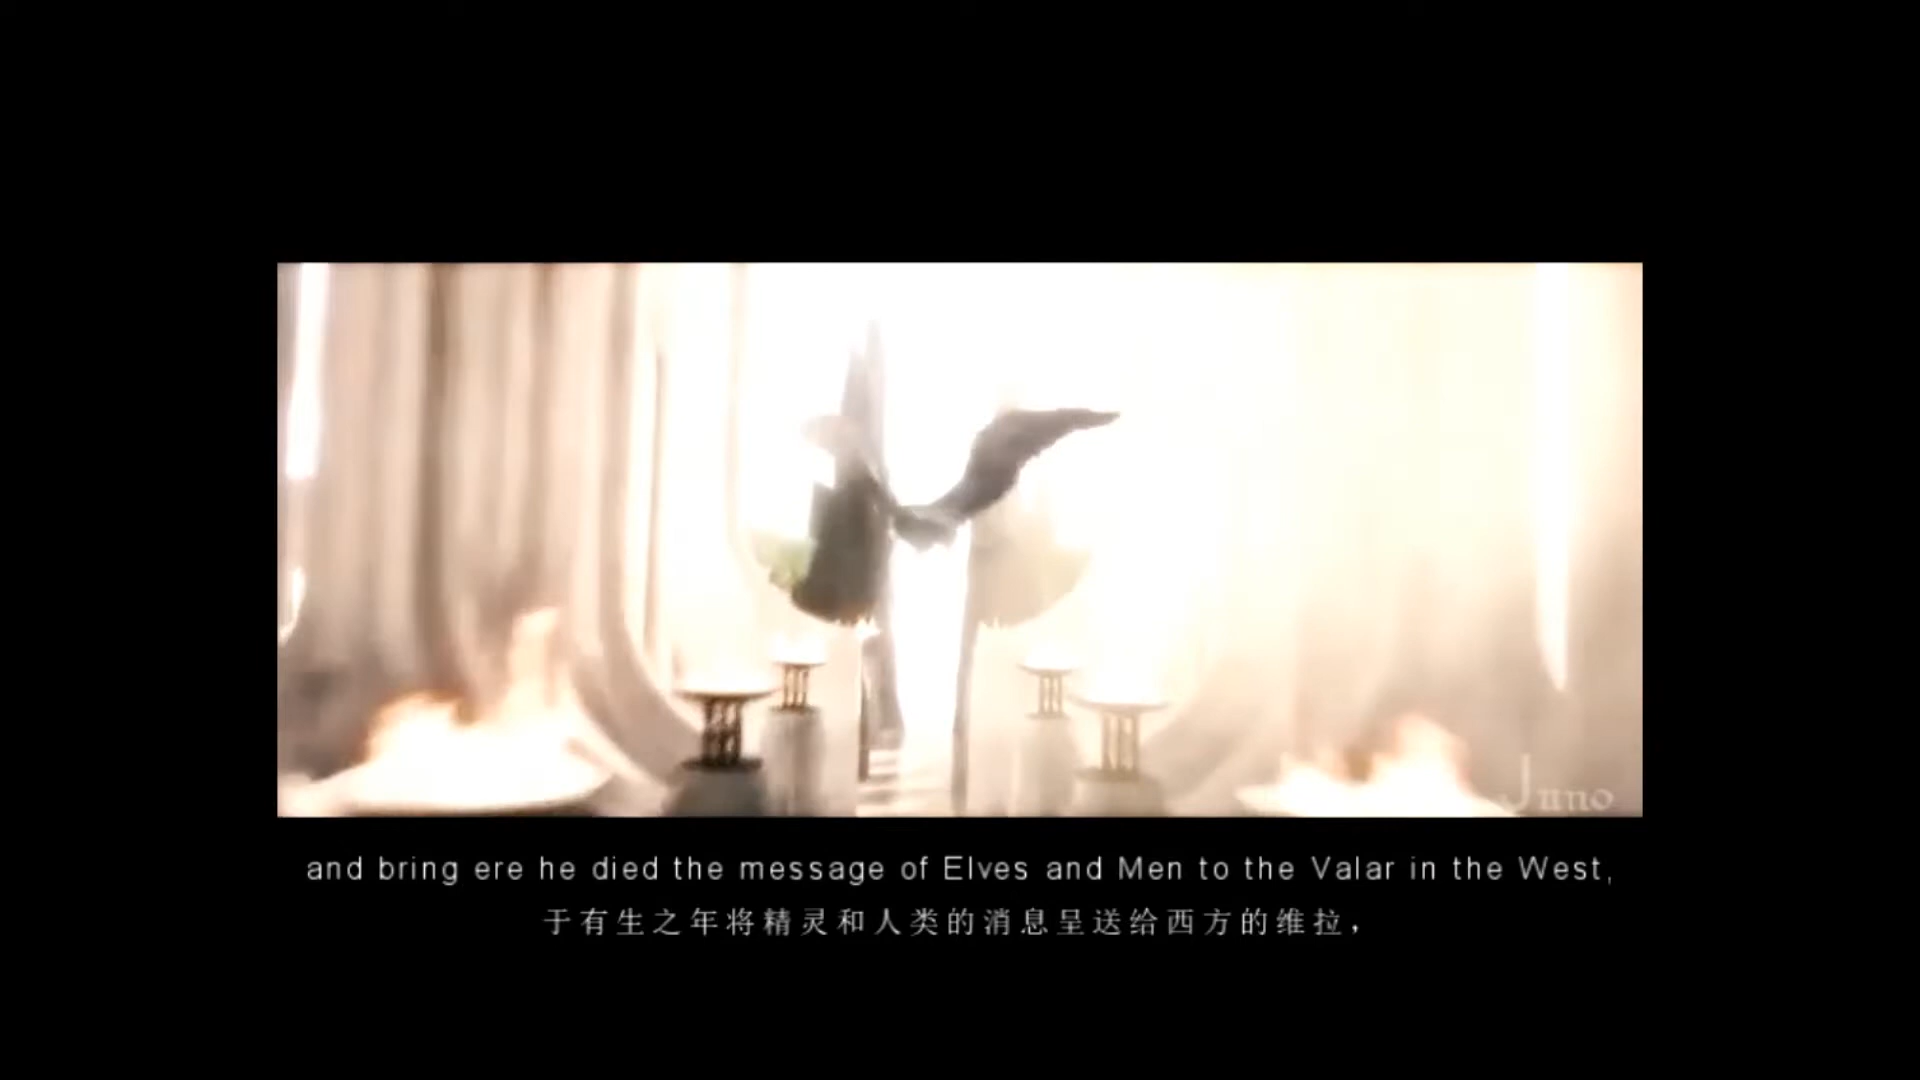 Juno
and bring ere he died the message of Elves and Men to the Valar in the West,
于有生之年将精灵和人类的消息呈送给西方的维拉，